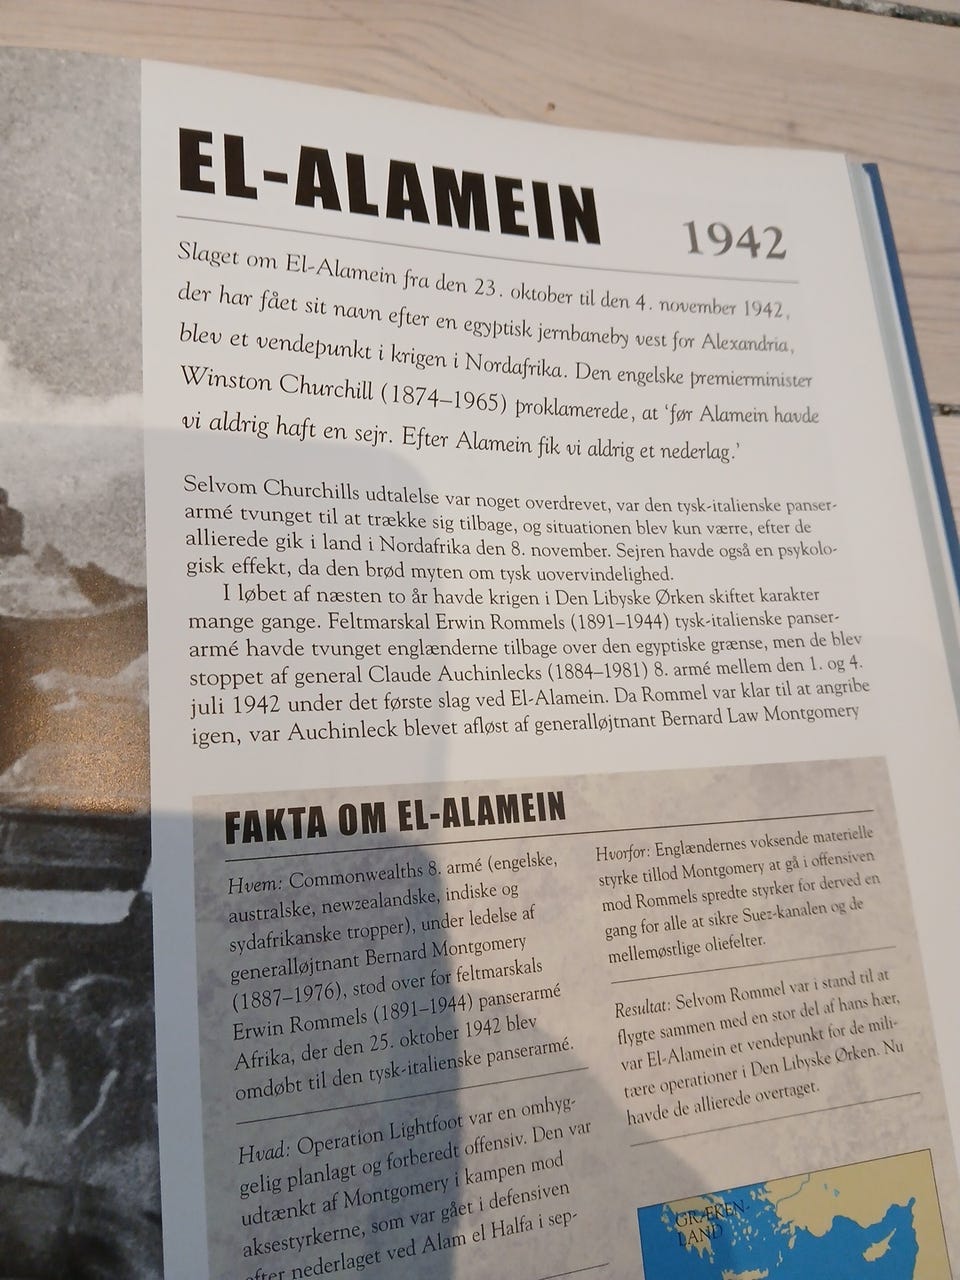 EL-ALAMEIN
1942
Slaget om El-Alamein fra den 23. oktober til den 4. november 1942,
der har fået sit navn efter en egyptisk jernbaneby vest for Alexandria,
blev et vendepunkt i krigen i Nordafrika. Den engelske premierminister
Winston Churchill (1874–1965) proklamerede, at ‘før Alamein havde
vi aldrig haft en sejr. Efter Alamein fik vi aldrig et nederlag.’
Selvom Churchills udtalelse var noget overdrevet, var den tysk-italienske panser-
armé tvunget til at trække sig tilbage, og situationen blev kun værre, efter de
allierede gik i land i Nordafrika den 8. november. Sejren havde også en psykolo-
gisk effekt, da den brød myten om tysk uovervindelighed.
I løbet af næsten to år havde krigen i Den Libyske Ørken skiftet karakter
mange gange. Feltmarskal Erwin Rommels (1891–1944) tysk-italienske panser-
armé havde tvunget englænderne tilbage over den egyptiske grænse, men de blev
stoppet af general Claude Auchinlecks (1884–1981) 8. armé mellem den 1. og 4.
juli 1942 under det første slag ved El-Alamein. Da Rommel var klar til at angribe
igen, var Auchinleck blevet afløst af generalløjtnant Bernard Law Montgomery
FAKTA OM EL-ALAMEIN
Hvem: Commonwealths 8. armé (engelske,
australske, newzealandske, indiske og
sydafrikanske tropper), under ledelse af
generalløjtnant Bernard Montgomery
(1887–1976), stod over for feltmarskals
Erwin Rommels (1891–1944) panserarmé
Afrika, der den 25. oktober 1942 blev
omdøbt til den tysk-italienske panserarmé.
Hvad: Operation Lightfoot var en omhyg-
gelig planlagt og forberedt offensiv. Den var
udtænkt af Montgomery i kampen mod
aksestyrkerne, som var gået i defensiven
efter nederlaget ved Alam el Halfa i sep-
Hvorfor: Englændernes voksende materielle
styrke tillod Montgomery at gå i offensiven
mod Rommels spredte styrker for derved en
gang for alle at sikre Suez-kanalen og de
mellemøstlige oliefelter.
Resultat: Selvom Rommel var i stand til at
flygte sammen med en stor del af hans hær,
var El-Alamein et vendepunkt for de mili-
tære operationer i Den Libyske Ørken. Nu
havde de allierede overtaget.
GRÆKEN-
LAND